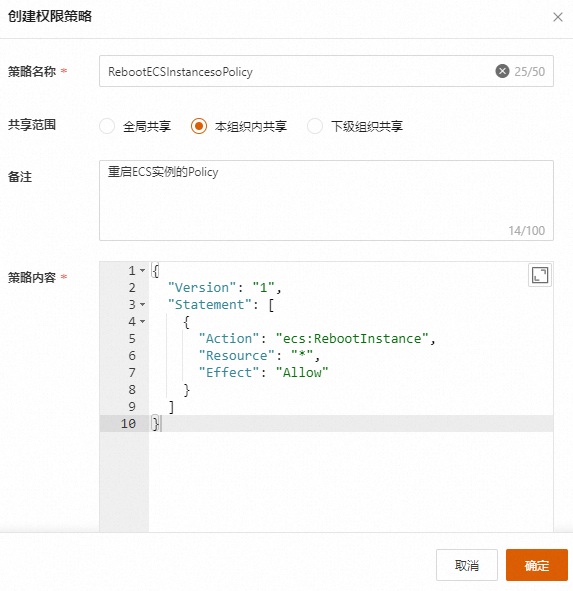 创建权限策略
策略名称 *
RebootECSInstancesoPolicy
25/50
共享范围
全局共享
本组织内共享
下级组织共享
备注
重启ECS实例的Policy
14/100
策略内容 *
1 {
2 "Version": "1",
3 "Statement": [
4 {
5 "Action": "ecs:RebootInstance",
6 "Resource": "*",
7 "Effect": "Allow"
8 }
9 ]
10 }
取消
确定